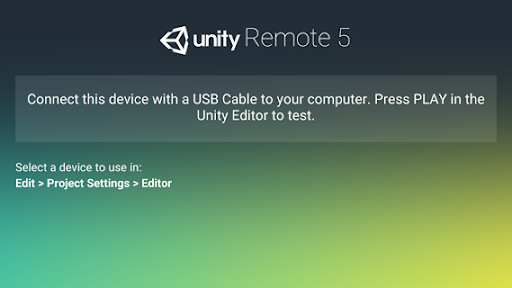 unity Remote 5
Connect this device with a USB Cable to your computer. Press PLAY in the
Unity Editor to test.
Select a device to use in:
Edit > Project Settings > Editor